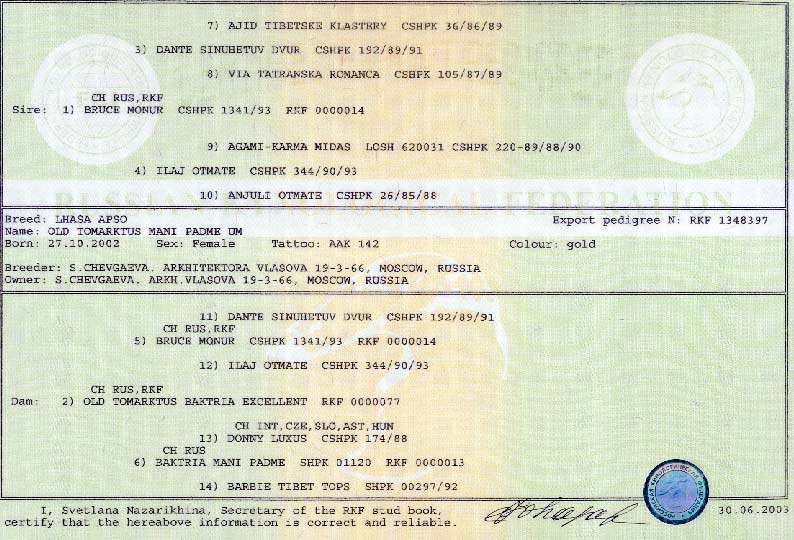 7) AJID TIBETSKE KLASTERY CSHPK 36/86/89
3) DANTE SINUHETUV DVUR CSHPK 192/89/91
8) VIA TATRANSKA ROMANCA CSHPK 105/87/89
CH RUS,RKF
Sire: 1) BRUCE MONUR CSHPK 1341/93 RKF 0000014
9) AGAMI-KARMA MIDAS LOSH 620031 CSHPK 220-89/88/90
4) ILAJ OTMATE CSHPK 344/90/93
10) ANJULI OTMATE CSHPK 26/85/88
Breed: LHASA APSO Export pedigree N: RKF 1348397
Name: OLD TOMARKTUS MANI PADME UM
Born: 27.10.2002 Sex: Female Tattoo: AAK 142 Colour: gold
Breeder: S.CHEVGAEVA. ARKHITEKTORA VLASOVA 19-3-66, MOSCOW, RUSSIA
Owner: S.CHEVGAEVA. ARKH.VLASOVA 19-3-66, MOSCOW, RUSSIA
11) DANTE SINUHETUV DVUR CSHPK 192/89/91
CH RUS,RKF
5) BRUCE MONUR CSHPK 1341/93 RKF 0000014
12) ILAJ OTMATE CSHPK 344/90/93
CH RUS,RKF
Dam: 2) OLD TOMARKTUS BAKTRIA EXCELLENT RKF 0000077
CH INT,CZE,SLO,AST,HUN
13) DONNY LUXUS CSHPK 174/88
CH RUS
6) BAKTRIA MANI PADME SHPK 01120 RKF 0000013
14) BARBIE TIBET TOPS SHPK 00297/92
I, Svetlana Nazarikhina, Secretary of the RKF stud book,
certify that the hereabove information is correct and reliable.
30.06.2003